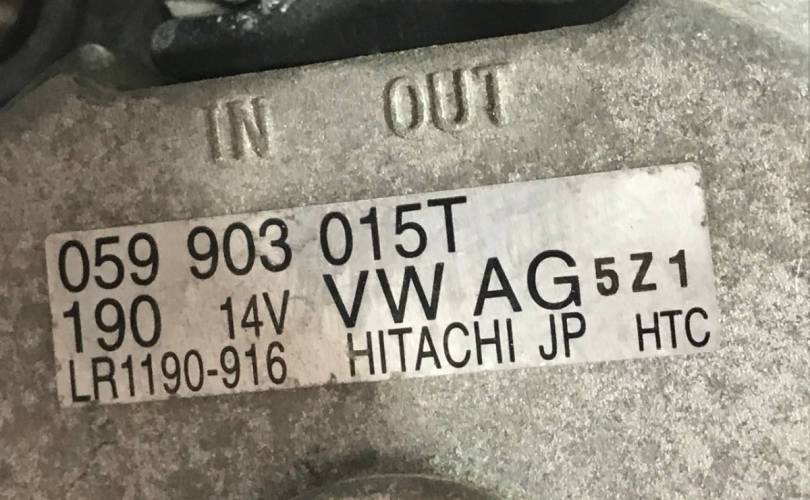 IN OUT
059 903 015T
190 14V VW AG 5Z1
LR1190-916 HITACHI JP HTC